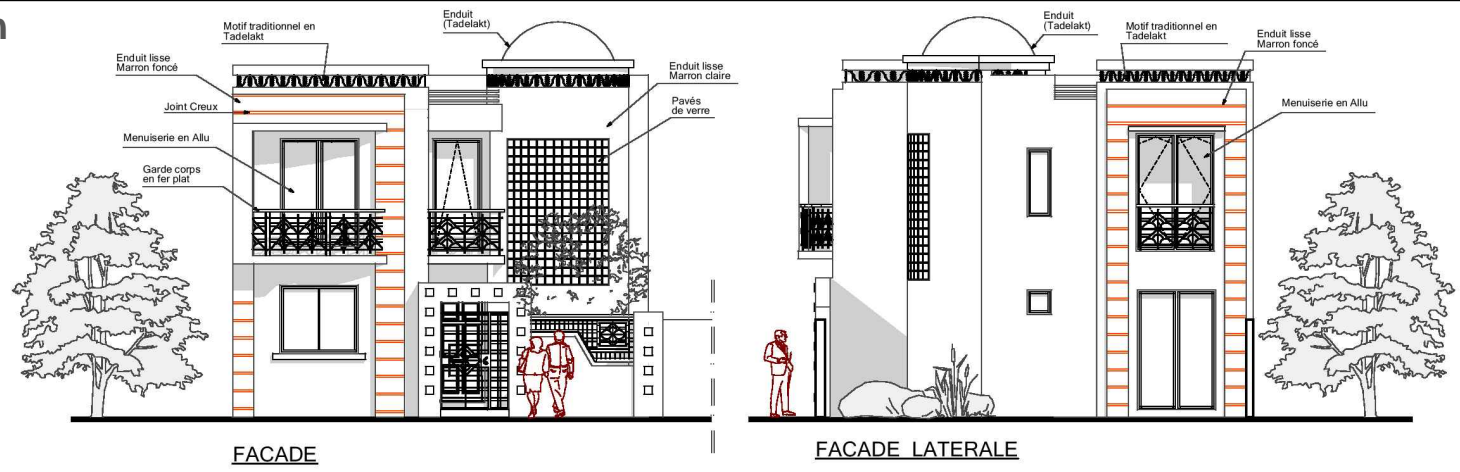 n
Motif traditionnel en
Tadelakt
Enduit
(Tadelakt)
Enduit lisse
Marron foncé
Enduit lisse
Marron claire
Joint Creux
Pavés
de verre
Menuiserie en Allu
Garde corps
en fer plat
FACADE
Enduit
(Tadelakt)
Motif traditionnel en
Tadelakt
Enduit lisse
Marron foncé
Menuiserie en Allu
FACADE LATERALE